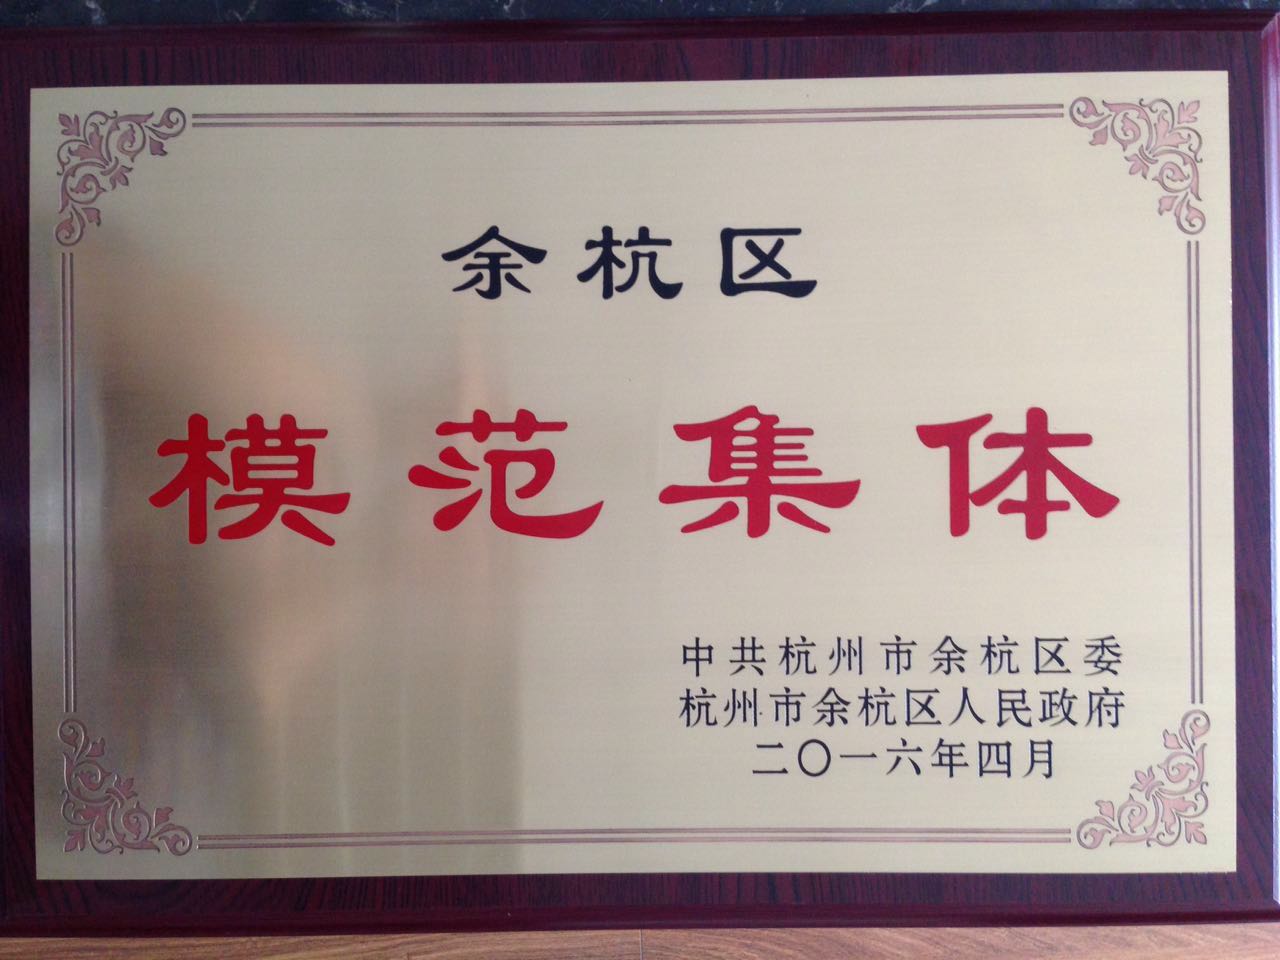 余杭区
模范集体
中共杭州市余杭区委
杭州市余杭区人民政府
二〇一六年四月